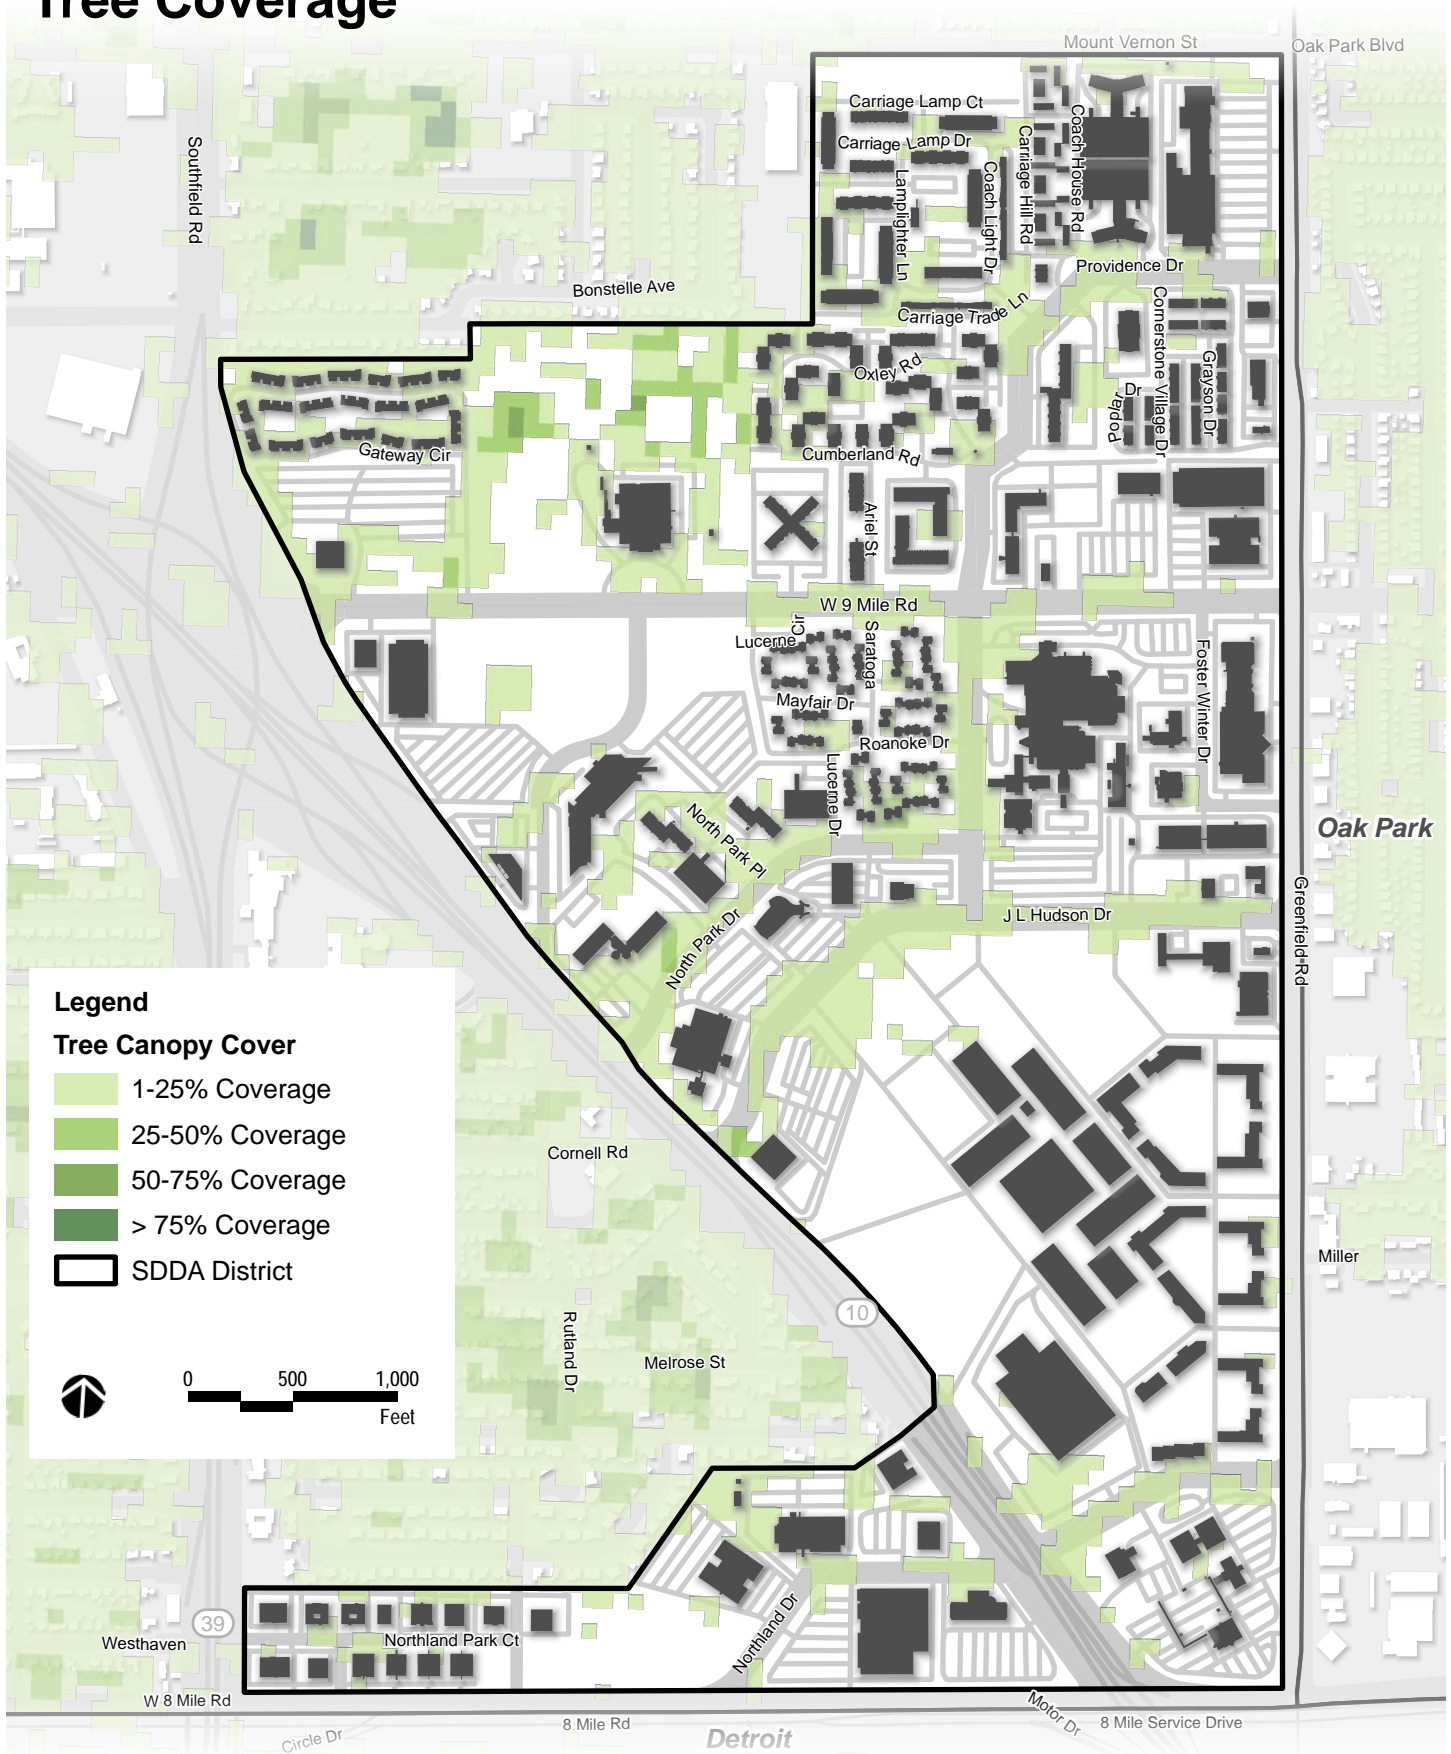 Tree Coverage
Mount Vernon St
Oak Park Blvd
Southfield Rd
Carriage Lamp Ct
Carriage Lamp Dr
Lamplighter Ln
Coach Light Dr
Carriage Hill Rd
Coach House Rd
Providence Dr
Bonstelle Ave
Carriage Trade Ln
Cornerstone Village Dr
Grayson Dr
Poplar Dr
Oxley Rd
Cumberland Rd
Gateway Cir
Ariel St
W 9 Mile Rd
Lucerne Cir
Saratoga
Mayfair Dr
Roanoke Dr
Lucerne Dr
Foster Winter Dr
North Park Pl
North Park Dr
J L Hudson Dr
Oak Park
Greenfield Rd
Legend
Tree Canopy Cover
1-25% Coverage
25-50% Coverage
50-75% Coverage
> 75% Coverage
SDDA District
0 500 1,000
Feet
Cornell Rd
Rutland Dr
Melrose St
10
Miller
39
Westhaven
Northland Park Ct
Northland Dr
W 8 Mile Rd
Circle Dr
8 Mile Rd
Detroit
Motor Dr
8 Mile Service Drive